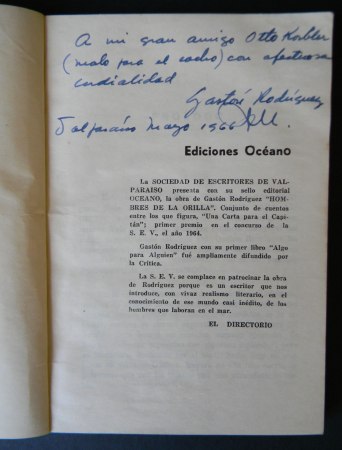 A mi gran amigo Otto Korbler
(malo para el cacho) con afectuosa
cordialidad
Gastón Rodríguez
Valparaíso Mayo 1966
Ediciones Océano
La SOCIEDAD DE ESCRITORES DE VAL-
PARAISO presenta con su sello editorial
OCEANO, la obra de Gastón Rodríguez "HOM-
BRES DE LA ORILLA". Conjunto de cuentos
entre los que figura, "Una Carta para el Capi-
tán"; primer premio en el concurso de la
S. E. V., el año 1964.
Gastón Rodríguez con su primer libro "Algo
para Alguien" fué ampliamente difundido por
la Crítica.
La S. E. V. se complace en patrocinar la obra
de Rodríguez porque es un escritor que nos
introduce, con vivaz realismo literario, en el
conocimiento de ese mundo casi inédito, de los
hombres que laboran en el mar.
EL DIRECTORIO